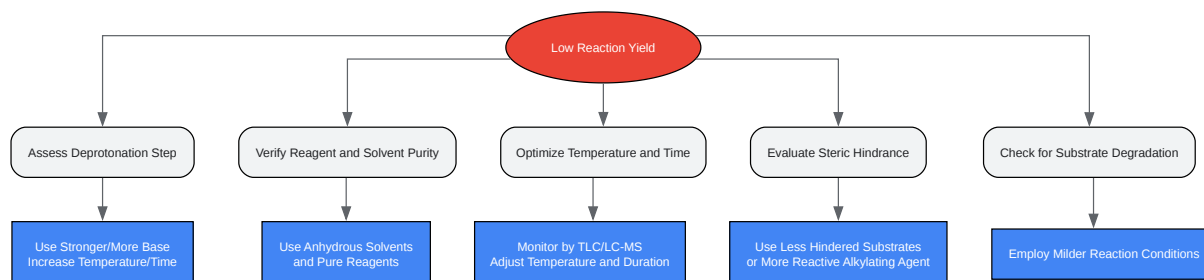 Low Reaction Yield
Assess Deprotonation Step
Verify Reagent and Solvent Purity
Optimize Temperature and Time
Evaluate Steric Hindrance
Check for Substrate Degradation
Use Stronger/More Base
Increase Temperature/Time
Use Anhydrous Solvents
and Pure Reagents
Monitor by TLC/LC-MS
Adjust Temperature and Duration
Use Less Hindered Substrates
or More Reactive Alkylating Agent
Employ Milder Reaction Conditions